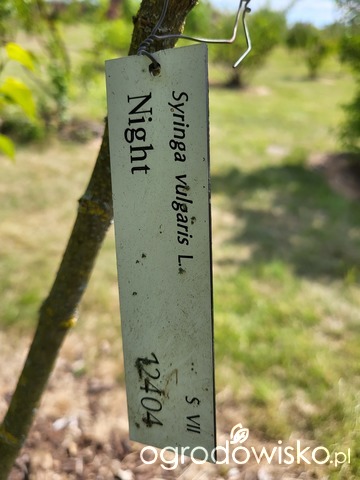 Syringa vulgaris L.
S VII
Night
12404
ogrodowisko.pl